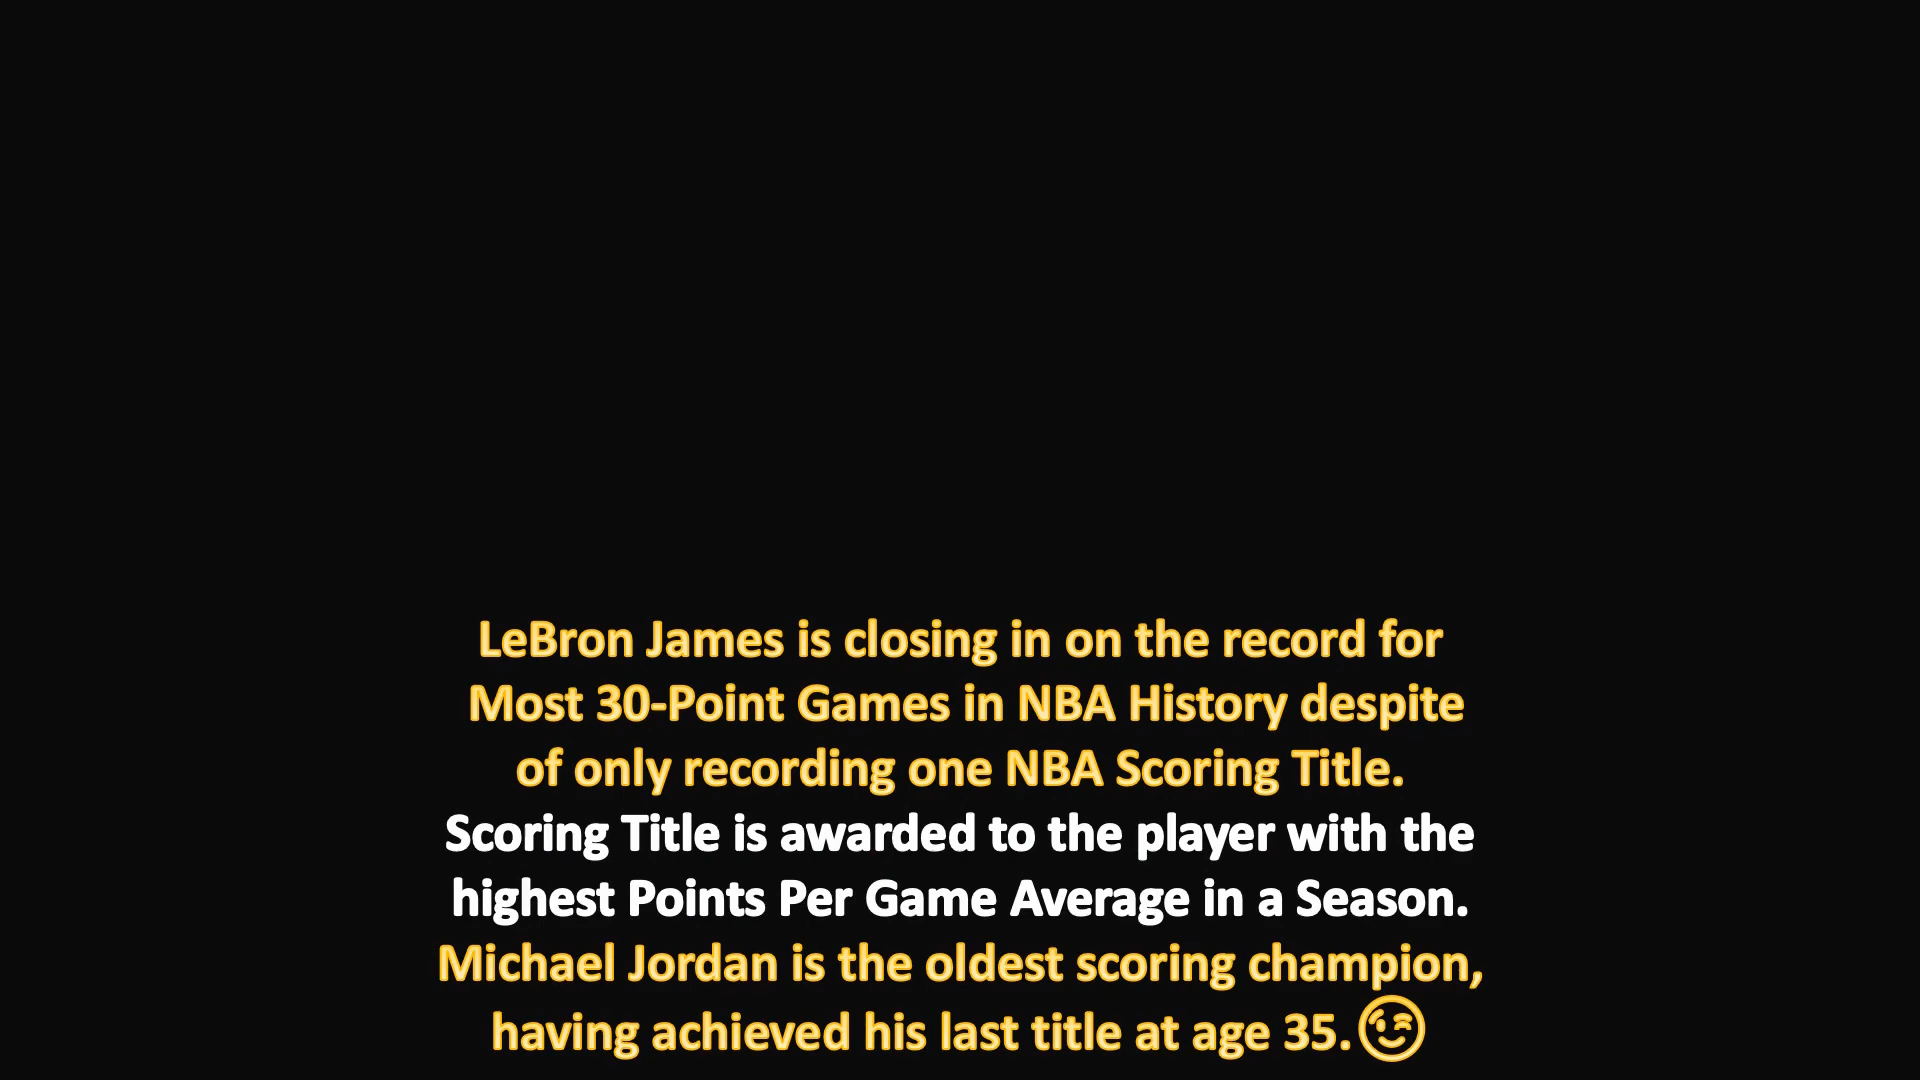 LeBron James is closing in on the record for
Most 30-Point Games in NBA History despite
of only recording one NBA Scoring Title.
Scoring Title is awarded to the player with the
highest Points Per Game Average in a Season.
Michael Jordan is the oldest scoring champion,
having achieved his last title at age 35.😉